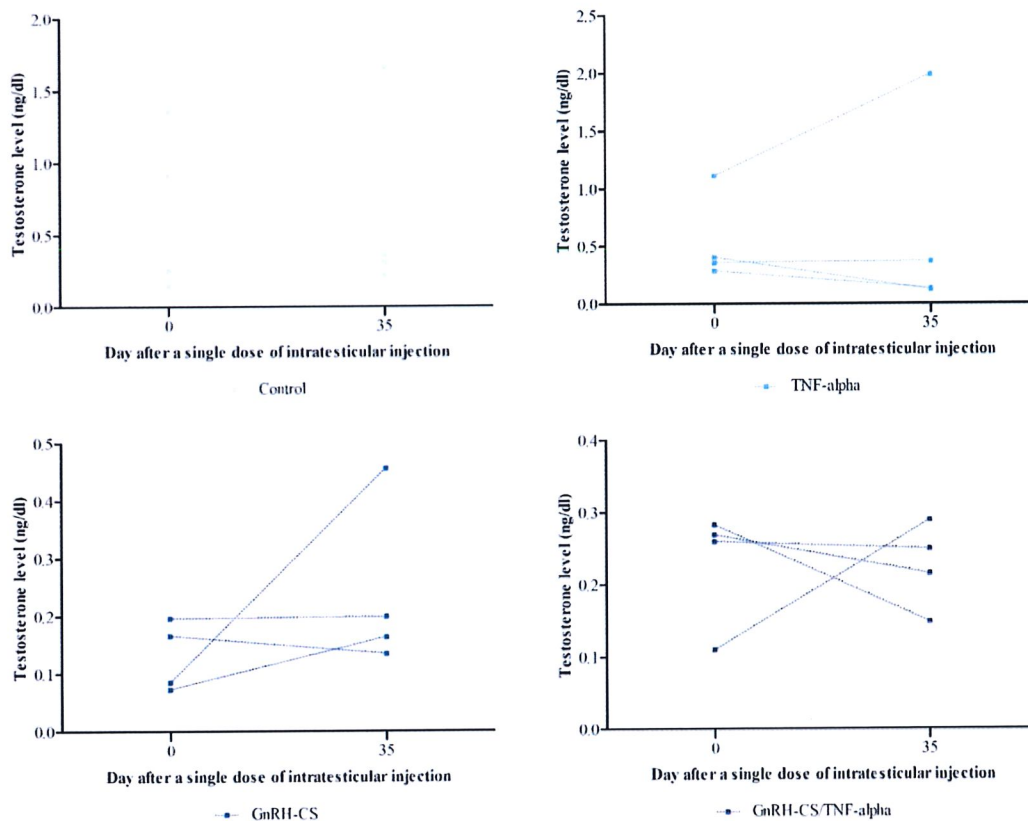 2.0
1.5
1.0
0.5
0.0
Testosterone level (ng/dl)
0 35
Day after a single dose of intratesticular injection
Control
2.5
2.0
1.5
1.0
0.5
0.0
Testosterone level (ng/dl)
0 35
Day after a single dose of intratesticular injection
TNF-alpha
0.5
0.4
0.3
0.2
0.1
0.0
Testosterone level (ng/dl)
0 35
Day after a single dose of intratesticular injection
GnRH-CS
0.4
0.3
0.2
0.1
0.0
Testosterone level (ng/dl)
0 35
Day after a single dose of intratesticular injection
GnRH-CS/TNF-alpha